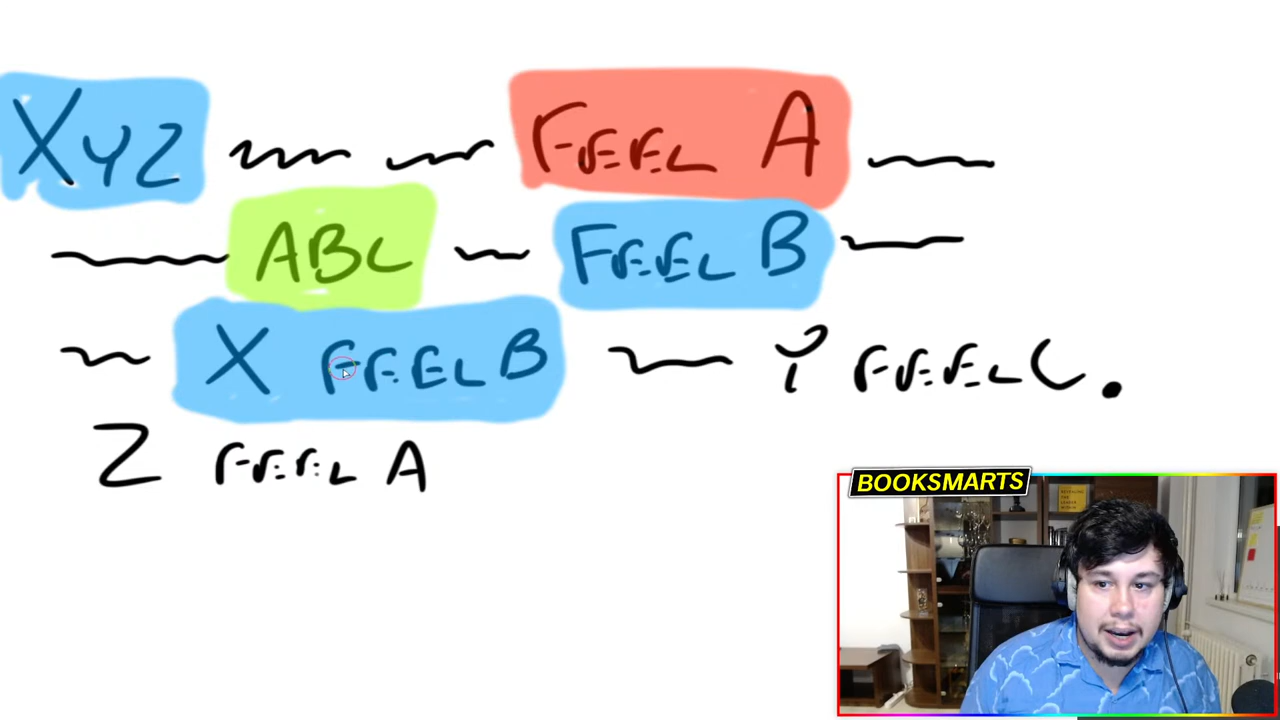 XYZ FEEL A
ABC FEEL B
X FEEL B Y FEEL C.
Z FEEL A
BOOKSMARTS